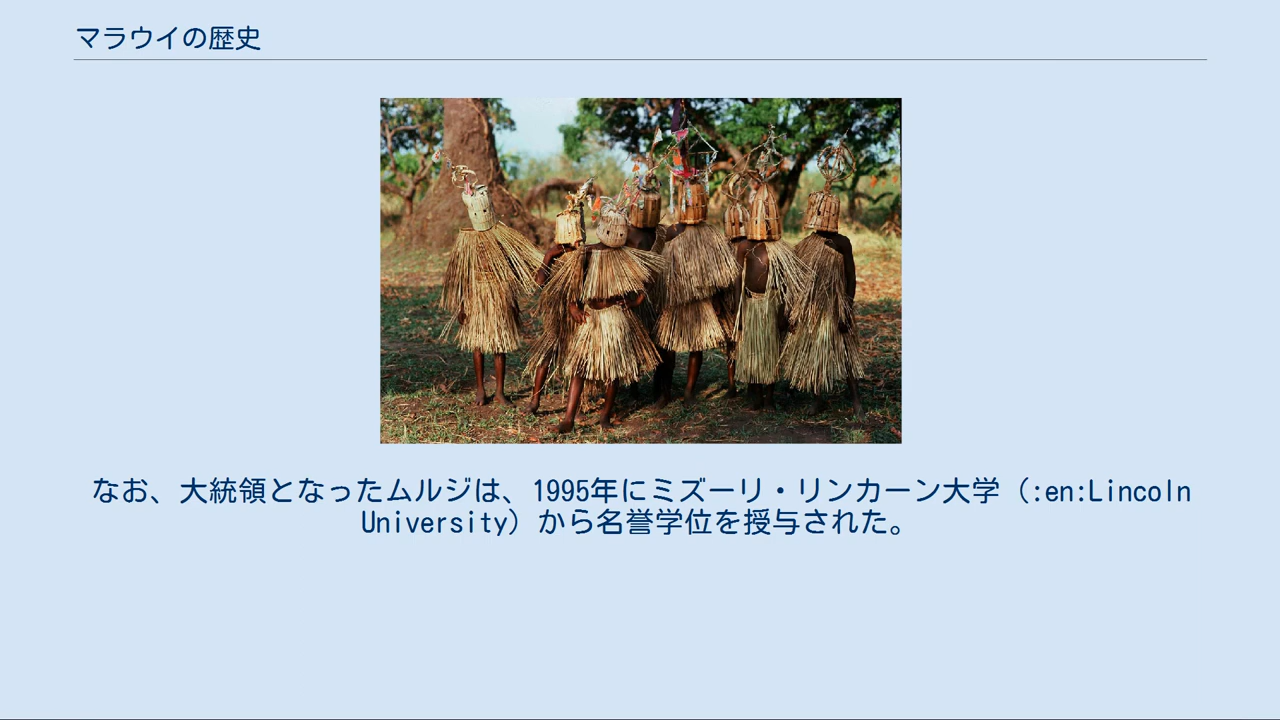 マラウイの歴史
なお、大統領となったムルジは、1995年にミズーリ・リンカーン大学（:en:Lincoln
University）から名誉学位を授与された。